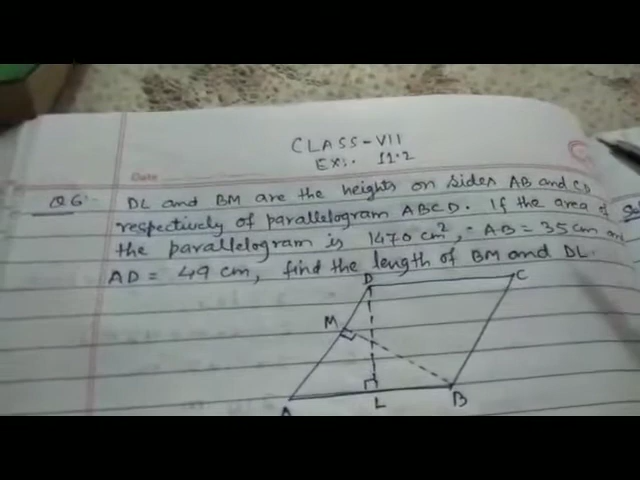 CLASS-VII
Ex:. 11.2
Date
Q6:- DL and BM are the heights on sides AB and CD
respectively of parallelogram ABCD. If the area of
the parallelogram is 1470 cm², AB = 35 cm and
AD = 49 cm, find the length of BM and DL.
D C
M
A L B